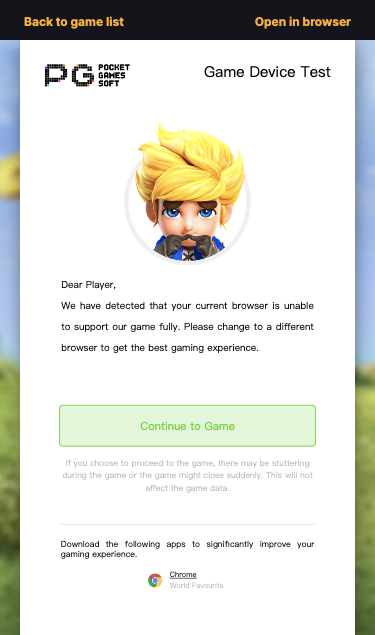 Back to game list
Open in browser
PG POCKET GAMES SOFT
Game Device Test
Dear Player,
We have detected that your current browser is unable
to support our game fully. Please change to a different
browser to get the best gaming experience.
Continue to Game
If you choose to proceed to the game, there may be stuttering
during the game or the game might close suddenly. This will not
affect the game data.
Download the following apps to significantly improve your
gaming experience.
Chrome
World Favourite